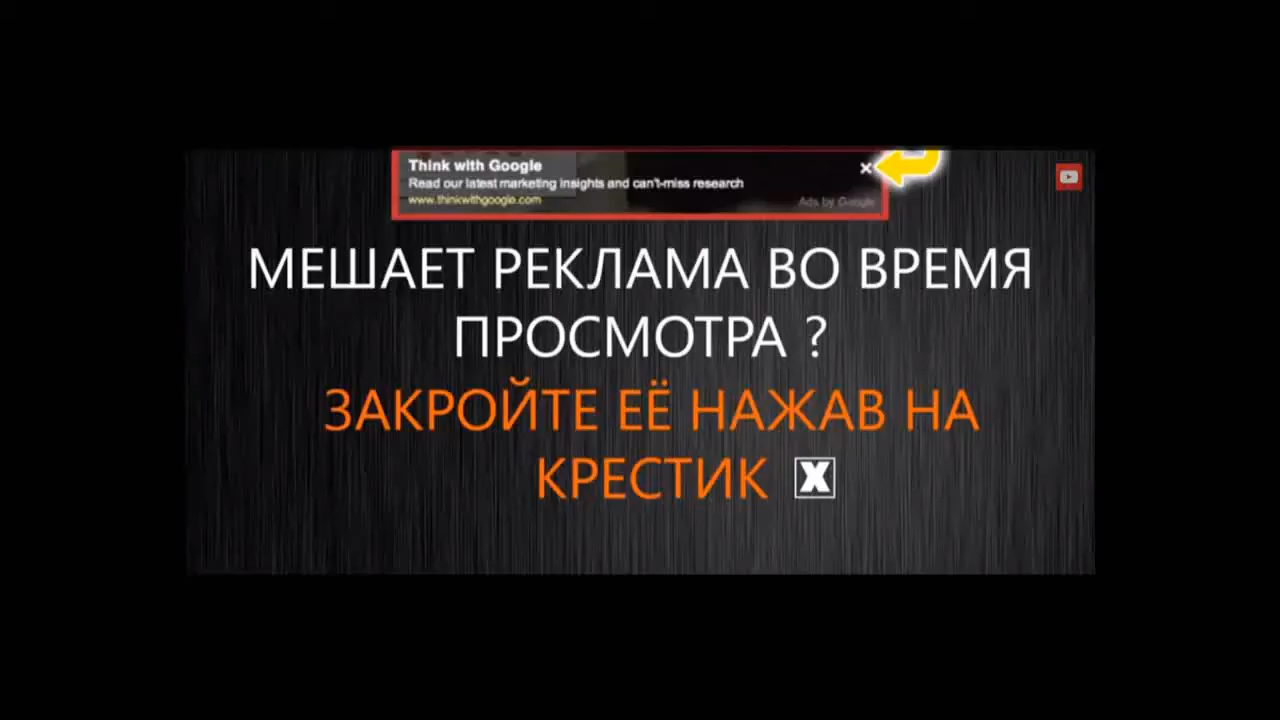 Think with Google
Read our latest marketing insights and can't-miss research
www.thinkwithgoogle.com
Ads by Google
МЕШАЕТ РЕКЛАМА ВО ВРЕМЯ
ПРОСМОТРА ?
ЗАКРОЙТЕ ЕЁ НАЖАВ НА
КРЕСТИК X